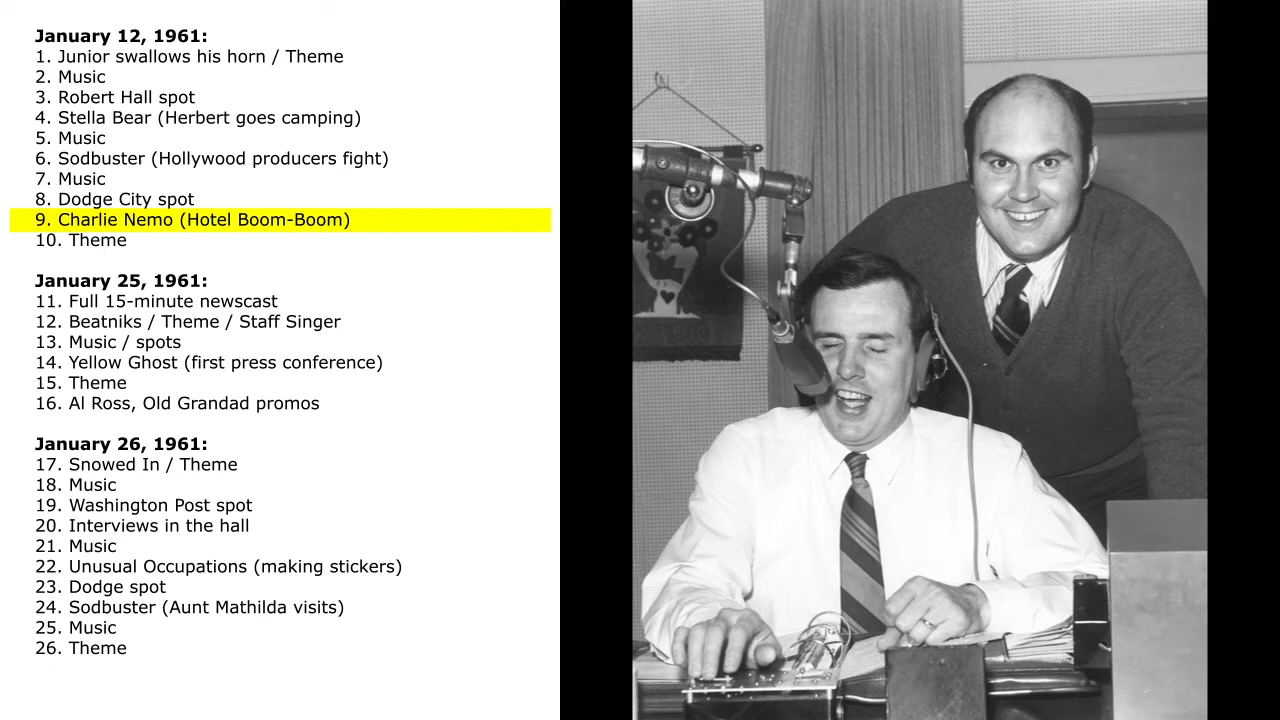 January 12, 1961:
1. Junior swallows his horn / Theme
2. Music
3. Robert Hall spot
4. Stella Bear (Herbert goes camping)
5. Music
6. Sodbuster (Hollywood producers fight)
7. Music
8. Dodge City spot
9. Charlie Nemo (Hotel Boom-Boom)
10. Theme
January 25, 1961:
11. Full 15-minute newscast
12. Beatniks / Theme / Staff Singer
13. Music / spots
14. Yellow Ghost (first press conference)
15. Theme
16. Al Ross, Old Grandad promos
January 26, 1961:
17. Snowed In / Theme
18. Music
19. Washington Post spot
20. Interviews in the hall
21. Music
22. Unusual Occupations (making stickers)
23. Dodge spot
24. Sodbuster (Aunt Mathilda visits)
25. Music
26. Theme